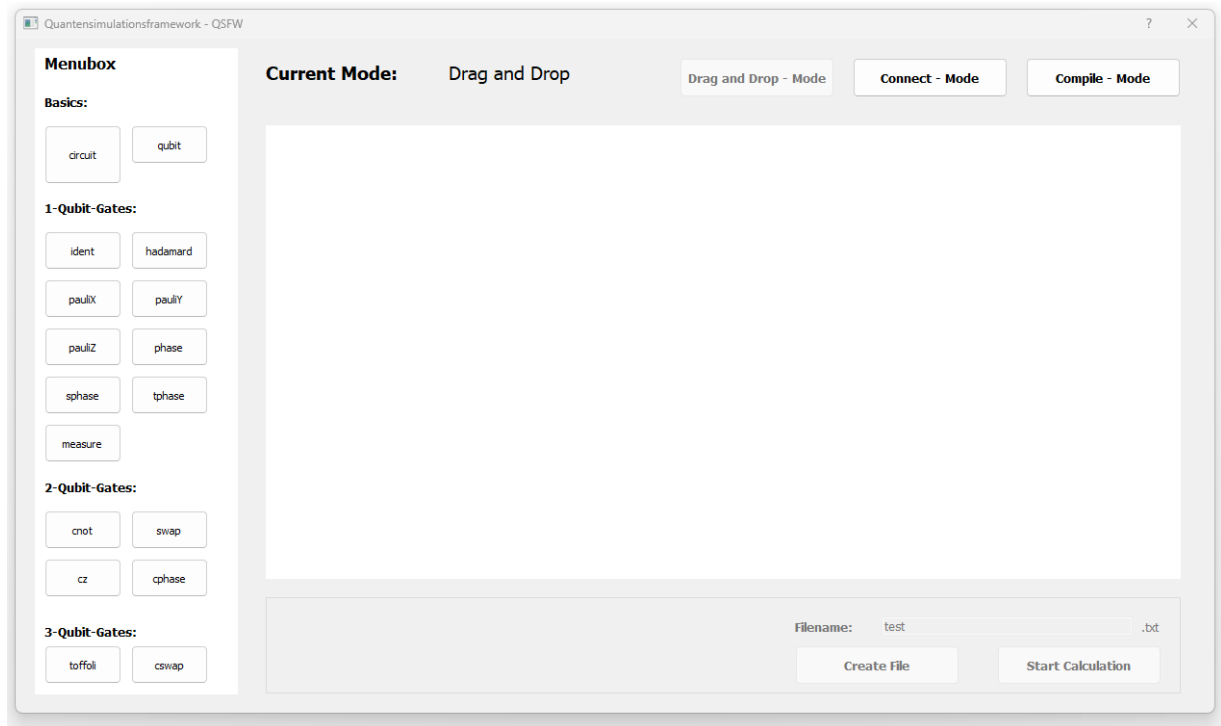 Quantensimulationsframework - QSFW
?
Menubox
Basics:
circuit
qubit
1-Qubit-Gates:
ident
hadamard
pauliX
pauliY
pauliZ
phase
sphase
tphase
measure
2-Qubit-Gates:
cnot
swap
cz
cphase
3-Qubit-Gates:
toffoli
cswap
Current Mode: Drag and Drop
Drag and Drop - Mode
Connect - Mode
Compile - Mode
Filename: test .txt
Create File
Start Calculation